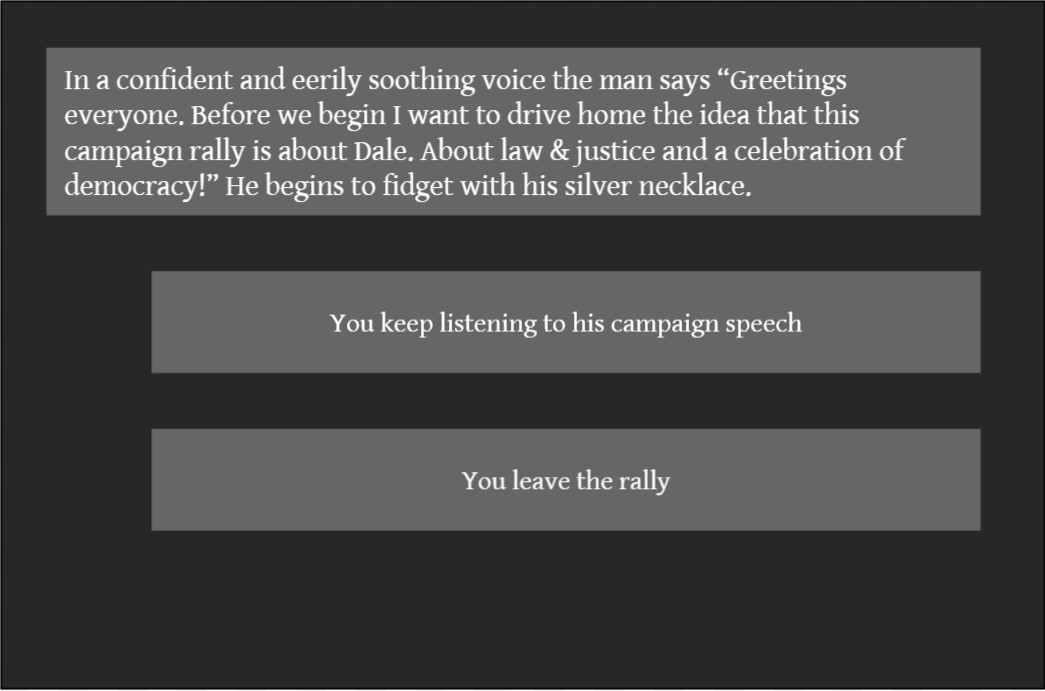 In a confident and eerily soothing voice the man says “Greetings
everyone. Before we begin I want to drive home the idea that this
campaign rally is about Dale. About law & justice and a celebration of
democracy!” He begins to fidget with his silver necklace.
You keep listening to his campaign speech
You leave the rally